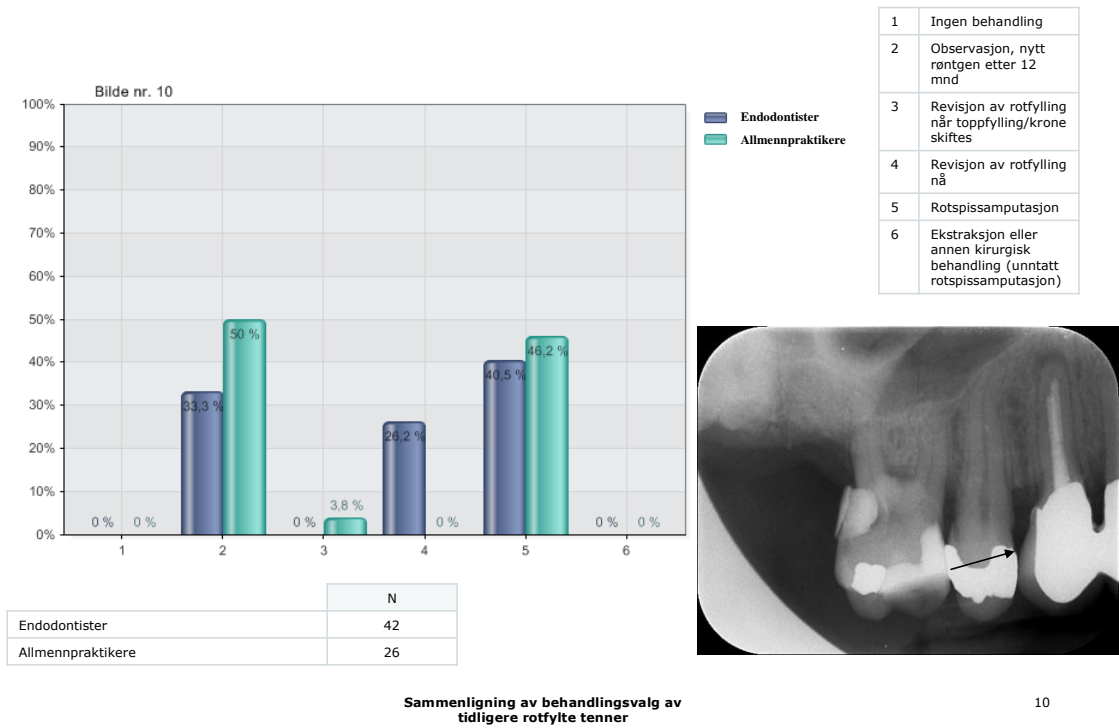 Bilde nr. 10
100%
90%
80%
70%
60%
50%
40%
30%
20%
10%
0%
0 %
0 %
33,3 %
50 %
0 %
3,8 %
26,2 %
0 %
40,5 %
46,2 %
0 %
0 %
1
2
3
4
5
6
Endodontister
Allmennpraktikere
1 Ingen behandling
2 Observasjon, nytt
røntgen etter 12
mnd
3 Revisjon av rotfylling
når toppfylling/krone
skiftes
4 Revisjon av rotfylling
nå
5 Rotspissamputasjon
6 Ekstraksjon eller
annen kirurgisk
behandling (unntatt
rotspissamputasjon)
N
Endodontister 42
Allmennpraktikere 26
Sammenligning av behandlingsvalg av
tidligere rotfylte tenner
10